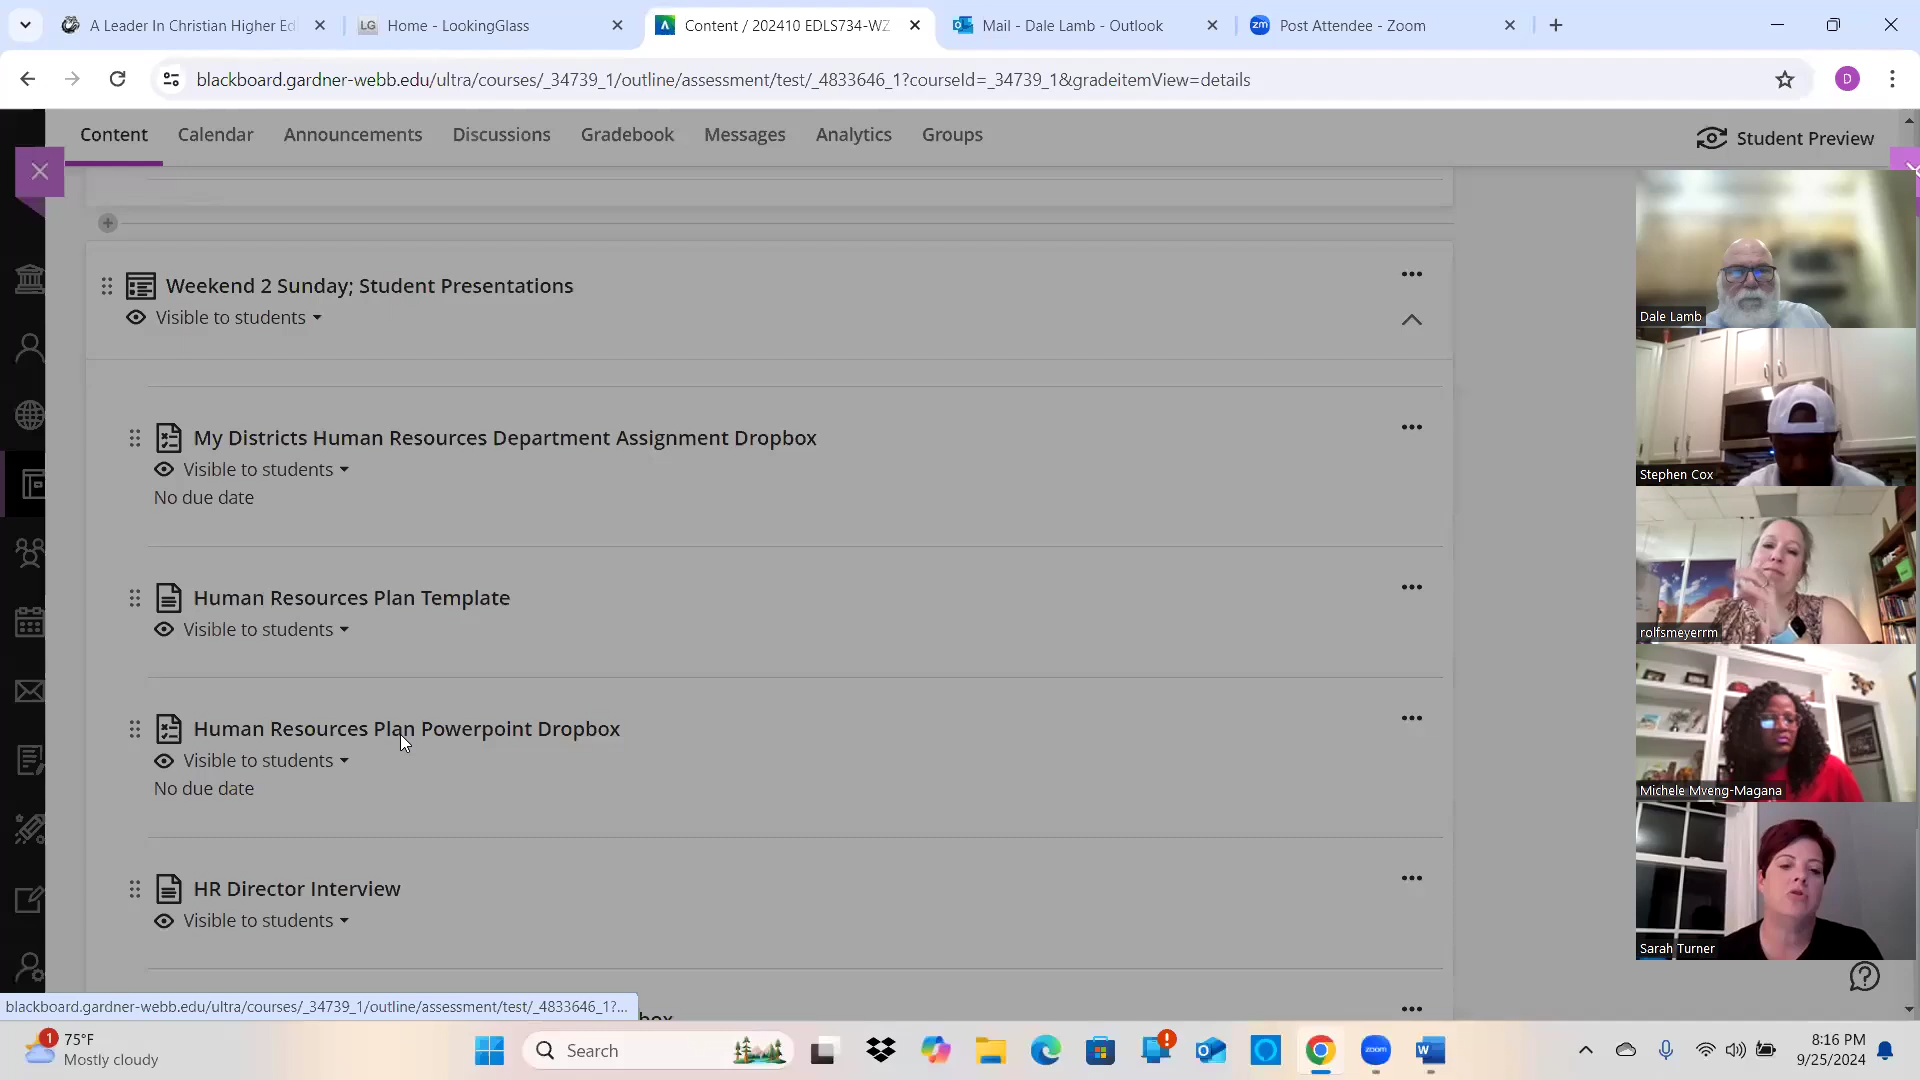 A Leader In Christian Higher Ed
Home - LookingGlass
Content / 202410 EDLS734-WZ
Mail - Dale Lamb - Outlook
Post Attendee - Zoom
blackboard.gardner-webb.edu/ultra/courses/_34739_1/outline/assessment/test/_4833646_1?courseId=_34739_1&gradeitemView=details
D
Content
Calendar
Announcements
Discussions
Gradebook
Messages
Analytics
Groups
Student Preview
Weekend 2 Sunday; Student Presentations
Visible to students
My Districts Human Resources Department Assignment Dropbox
Visible to students
No due date
Human Resources Plan Template
Visible to students
Human Resources Plan Powerpoint Dropbox
Visible to students
No due date
HR Director Interview
Visible to students
Dale Lamb
Stephen Cox
rolfsmeyerrm
Michele Mveng-Magana
Sarah Turner
blackboard.gardner-webb.edu/ultra/courses/_34739_1/outline/assessment/test/_4833646_1?...
1
75°F
Mostly cloudy
Search
zoom
8:16 PM
9/25/2024